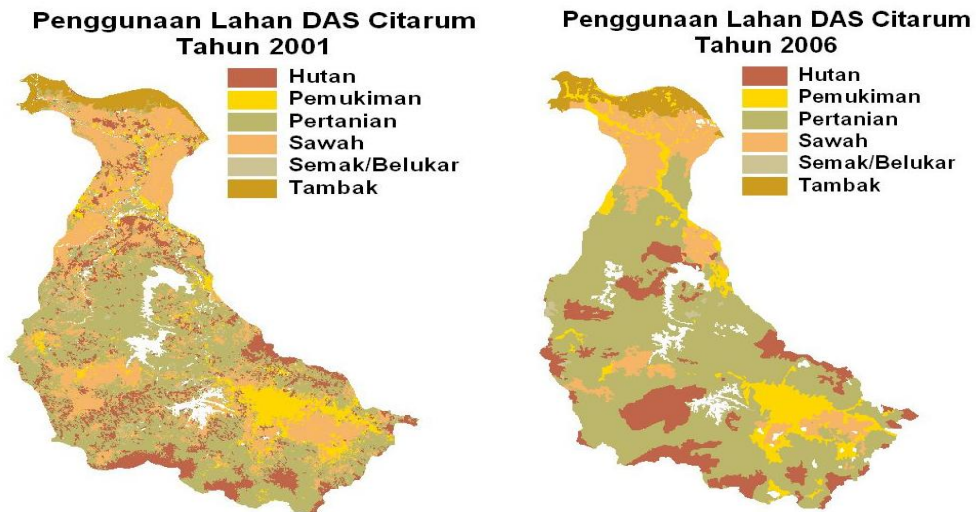 Penggunaan Lahan DAS Citarum
Tahun 2001
Hutan
Pemukiman
Pertanian
Sawah
Semak/Belukar
Tambak
Penggunaan Lahan DAS Citarum
Tahun 2006
Hutan
Pemukiman
Pertanian
Sawah
Semak/Belukar
Tambak